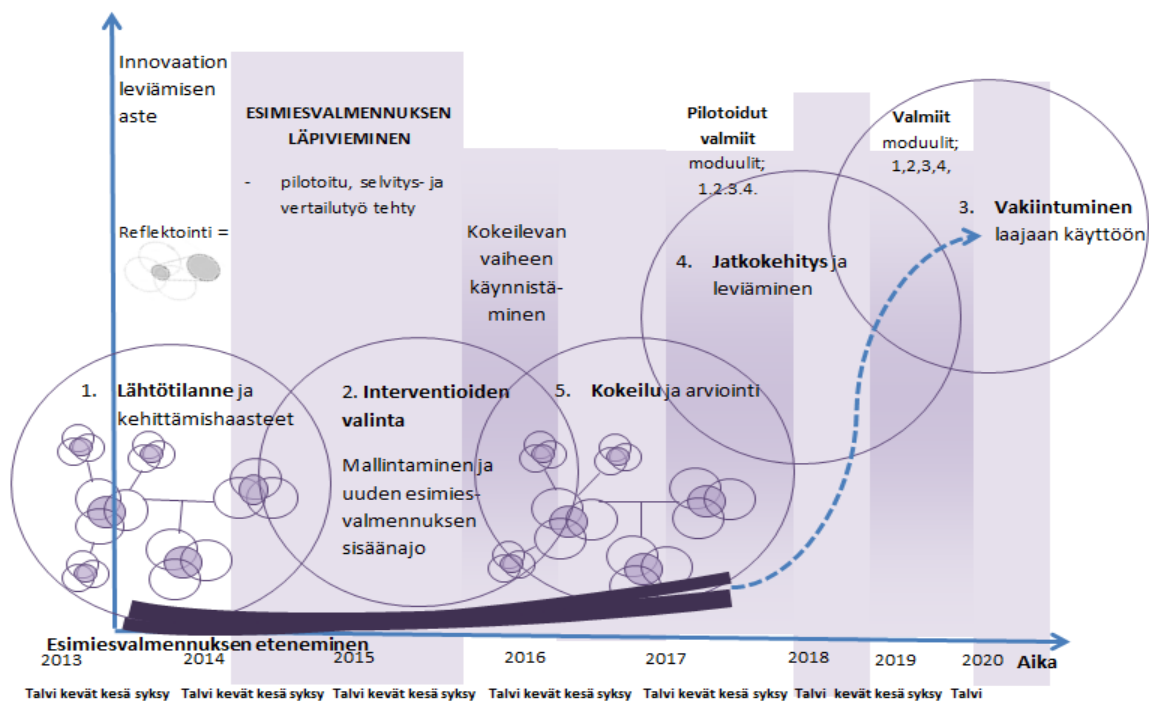 Innovaation
leviämisen
aste
ESIMIESVALMENNUKSEN
LÄPIVIEMINEN
- pilotoitu, selvitys- ja
vertailutyö tehty
Reflektointi =
Kokeilevan
vaiheen
käynnistä-
minen
Pilotoidut
valmiit
moduulit;
1.2.3.4.
Valmiit
moduulit;
1,2,3,4,
3. Vakiintuminen
laajaan käyttöön
4. Jatkokehitys ja
leviäminen
1. Lähtötilanne ja
kehittämishaasteet
2. Interventioiden
valinta
Mallintaminen ja
uuden esimies-
valmennuksen
sisäänajo
5. Kokeilu ja arviointi
Esimiesvalmennuksen eteneminen
2013 2014 2015 2016 2017 2018 2019 2020 Aika
Talvi kevät kesä syksy Talvi kevät kesä syksy Talvi kevät kesä syksy Talvi kevät kesä syksy Talvi kevät kesä syksy Talvi kevät kesä syksy Talvi